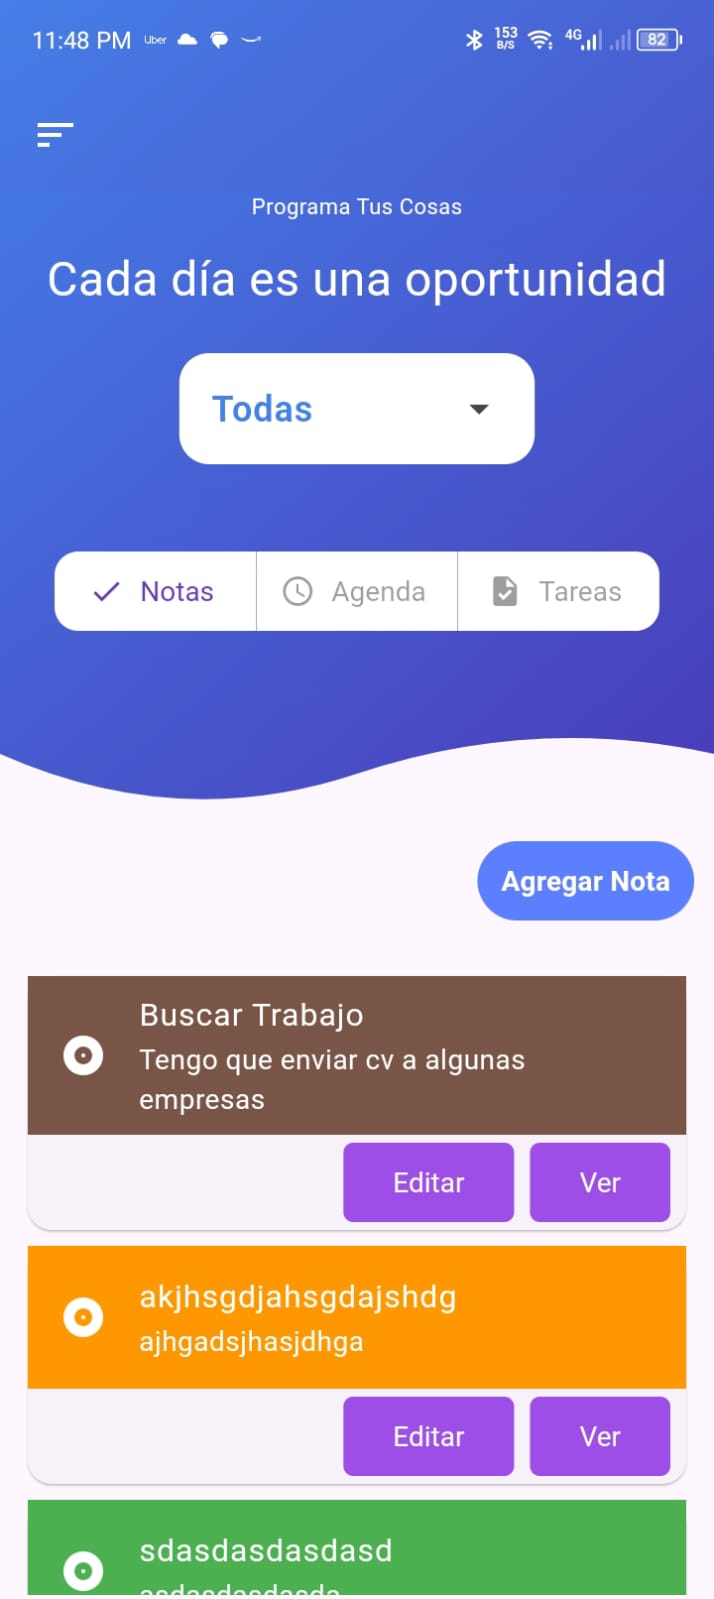 11:48 PM Uber 153 B/S 4G 82
Programa Tus Cosas
Cada día es una oportunidad
Todas
Notas Agenda Tareas
Agregar Nota
Buscar Trabajo
Tengo que enviar cv a algunas
empresas
Editar Ver
akjhsgdjahsgdajshdg
ajhgadsjhasjdhga
Editar Ver
sdasdasdasdasd